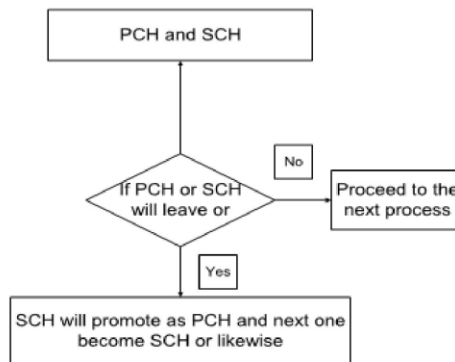 PCH and SCH
If PCH or SCH
will leave or
No
Proceed to the
next process
Yes
SCH will promote as PCH and next one
become SCH or likewise